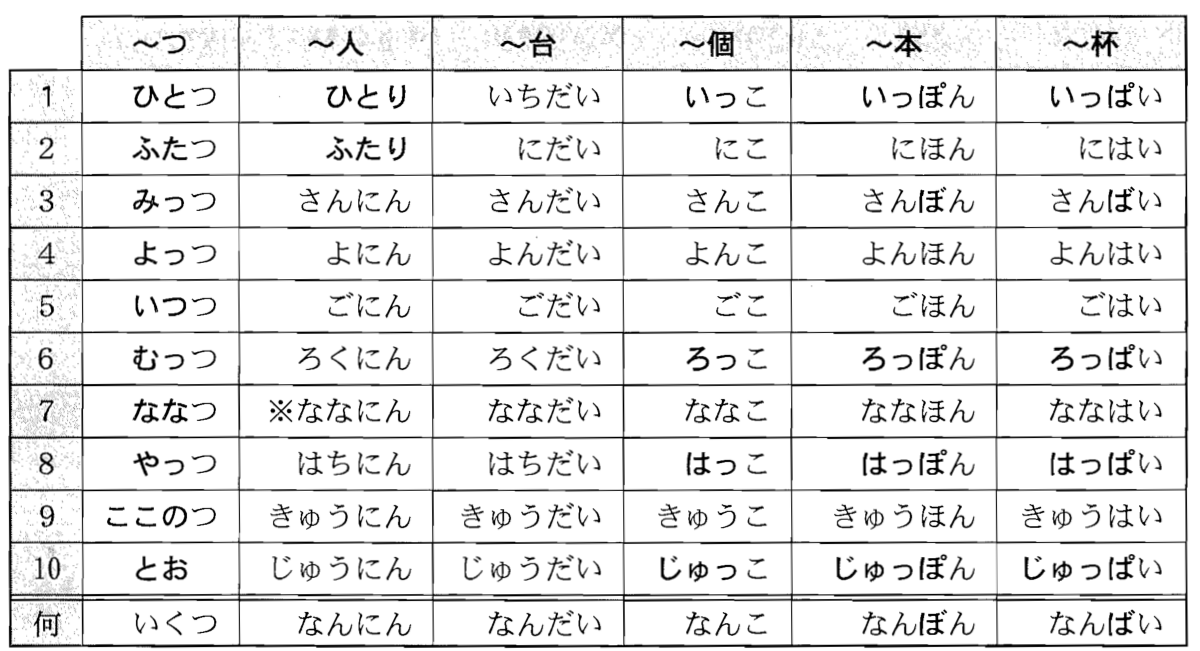 ～つ ～人 ～台 ～個 ～本 ～杯
1 ひとつ ひとり いちだい いっこ いっぽん いっぱい
2 ふたつ ふたり にだい にこ にほん にはい
3 みっつ さんにん さんだい さんこ さんぼん さんばい
4 よっつ よにん よんだい よんこ よんほん よんはい
5 いつつ ごにん ごだい ごこ ごほん ごはい
6 むっつ ろくにん ろくだい ろっこ ろっぽん ろっぱい
7 ななつ ※ななにん ななだい ななこ ななほん ななはい
8 やっつ はちにん はちだい はっこ はっぽん はっぱい
9 ここのつ きゅうにん きゅうだい きゅうこ きゅうほん きゅうはい
10 とお じゅうにん じゅうだい じゅっこ じゅっぽん じゅっぱい
何 いくつ なんにん なんだい なんこ なんぼん なんばい